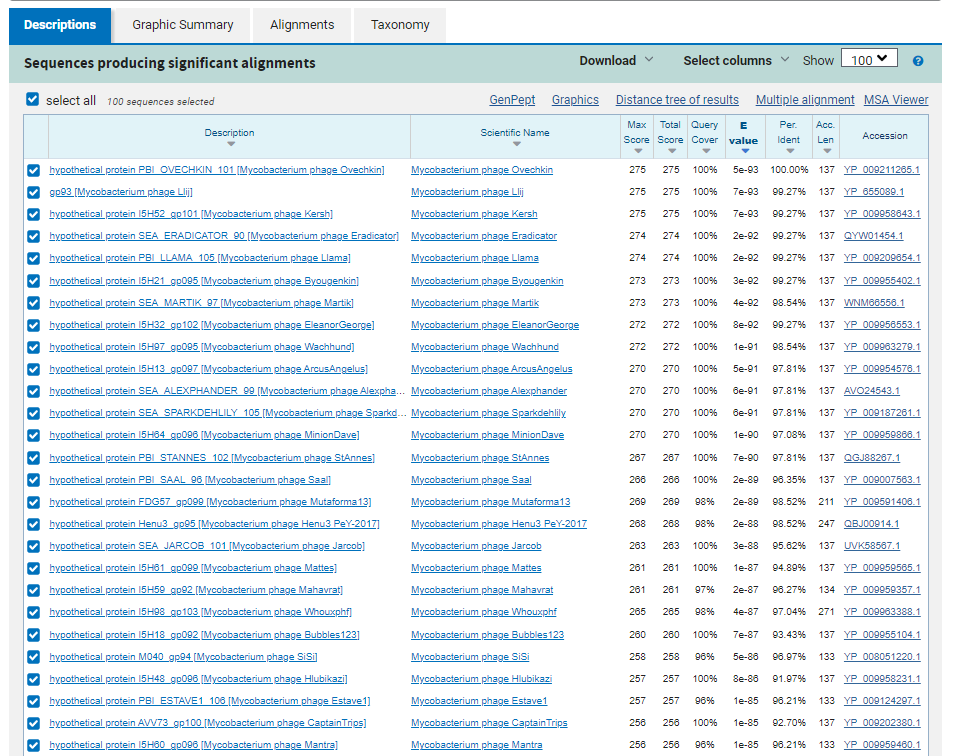 Descriptions Graphic Summary Alignments Taxonomy
Sequences producing significant alignments Download Select columns Show 100 ?
select all 100 sequences selected GenPept Graphics Distance tree of results Multiple alignment MSA Viewer
Description Scientific Name Max Score Total Score Query Cover E value Per. Ident Acc. Len Accession
hypothetical protein PBI_OVECHKIN_101 [Mycobacterium phage Ovechkin] Mycobacterium phage Ovechkin 275 275 100% 5e-93 100.00% 137 YP_009211265.1
gp93 [Mycobacterium phage Llij] Mycobacterium phage Llij 275 275 100% 7e-93 99.27% 137 YP_655089.1
hypothetical protein I5H52_gp101 [Mycobacterium phage Kersh] Mycobacterium phage Kersh 275 275 100% 7e-93 99.27% 137 YP_009958643.1
hypothetical protein SEA_ERADICATOR_90 [Mycobacterium phage Eradicator] Mycobacterium phage Eradicator 274 274 100% 2e-92 99.27% 137 QYW01454.1
hypothetical protein PBI_LLAMA_105 [Mycobacterium phage Llama] Mycobacterium phage Llama 274 274 100% 2e-92 99.27% 137 YP_009209654.1
hypothetical protein I5H21_gp095 [Mycobacterium phage Byougenkin] Mycobacterium phage Byougenkin 273 273 100% 3e-92 99.27% 137 YP_009955402.1
hypothetical protein SEA_MARTIK_97 [Mycobacterium phage Martik] Mycobacterium phage Martik 273 273 100% 4e-92 98.54% 137 WNM66556.1
hypothetical protein I5H32_gp102 [Mycobacterium phage EleanorGeorge] Mycobacterium phage EleanorGeorge 272 272 100% 8e-92 99.27% 137 YP_009956553.1
hypothetical protein I5H97_gp095 [Mycobacterium phage Wachhund] Mycobacterium phage Wachhund 272 272 100% 1e-91 98.54% 137 YP_009963279.1
hypothetical protein I5H13_gp097 [Mycobacterium phage ArcusAngelus] Mycobacterium phage ArcusAngelus 270 270 100% 5e-91 97.81% 137 YP_009954576.1
hypothetical protein SEA_ALEXPHANDER_99 [Mycobacterium phage Alexpha... Mycobacterium phage Alexphander 270 270 100% 6e-91 97.81% 137 AVO24543.1
hypothetical protein SEA_SPARKDEHLILY_105 [Mycobacterium phage Sparkd... Mycobacterium phage Sparkdehlily 270 270 100% 6e-91 97.81% 137 YP_009187261.1
hypothetical protein I5H64_gp096 [Mycobacterium phage MinionDave] Mycobacterium phage MinionDave 270 270 100% 1e-90 97.08% 137 YP_009959866.1
hypothetical protein PBI_STANNES_102 [Mycobacterium phage StAnnes] Mycobacterium phage StAnnes 267 267 100% 7e-90 97.81% 137 QGJ88267.1
hypothetical protein PBI_SAAL_96 [Mycobacterium phage Saal] Mycobacterium phage Saal 266 266 100% 2e-89 96.35% 137 YP_009007563.1
hypothetical protein FDG57_gp099 [Mycobacterium phage Mutaforma13] Mycobacterium phage Mutaforma13 269 269 98% 2e-89 98.52% 211 YP_009591406.1
hypothetical protein Henu3_gp95 [Mycobacterium phage Henu3 PeY-2017] Mycobacterium phage Henu3 PeY-2017 268 268 98% 2e-88 98.52% 247 QBJ00914.1
hypothetical protein SEA_JARCOB_101 [Mycobacterium phage Jarcob] Mycobacterium phage Jarcob 263 263 100% 3e-88 95.62% 137 UVK58567.1
hypothetical protein I5H61_gp099 [Mycobacterium phage Mattes] Mycobacterium phage Mattes 261 261 100% 1e-87 94.89% 137 YP_009959565.1
hypothetical protein I5H59_gp92 [Mycobacterium phage Mahavrat] Mycobacterium phage Mahavrat 261 261 97% 2e-87 96.27% 134 YP_009959357.1
hypothetical protein I5H98_gp103 [Mycobacterium phage Whouxphf] Mycobacterium phage Whouxphf 265 265 98% 4e-87 97.04% 271 YP_009963388.1
hypothetical protein I5H18_gp092 [Mycobacterium phage Bubbles123] Mycobacterium phage Bubbles123 260 260 100% 7e-87 93.43% 137 YP_009955104.1
hypothetical protein M040_gp94 [Mycobacterium phage SiSi] Mycobacterium phage SiSi 258 258 96% 5e-86 96.97% 133 YP_008051220.1
hypothetical protein I5H48_gp096 [Mycobacterium phage Hlubikazi] Mycobacterium phage Hlubikazi 257 257 100% 8e-86 91.97% 137 YP_009958231.1
hypothetical protein PBI_ESTAVE1_106 [Mycobacterium phage Estave1] Mycobacterium phage Estave1 257 257 96% 1e-85 96.21% 133 YP_009124297.1
hypothetical protein AVV73_gp100 [Mycobacterium phage CaptainTrips] Mycobacterium phage CaptainTrips 256 256 100% 1e-85 92.70% 137 YP_009202380.1
hypothetical protein I5H60_gp096 [Mycobacterium phage Mantra] Mycobacterium phage Mantra 256 256 96% 1e-85 96.21% 133 YP_009959460.1